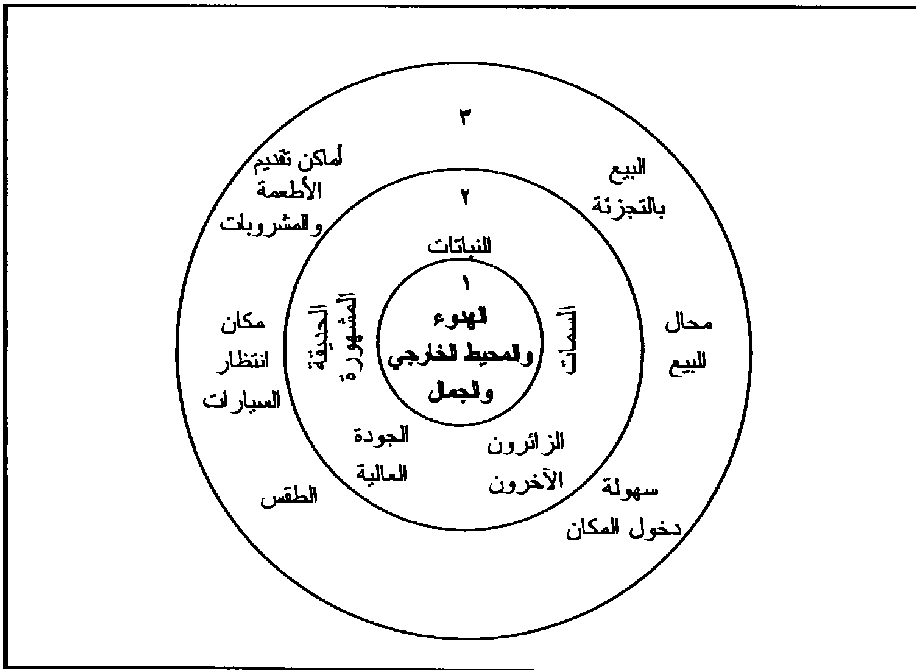 ٣
أماكن تقديم
الأطعمة
والمشروبات
البيع
بالتجزئة
مكان
انتظار
السيارات
محال
البيع
الطقس
سهولة
دخول المكان
٢
النباتات
الحديقة
المشهورة
السمات
الجودة
العالية
الزائرون
الآخرون
١
الهدوء
والمحيط الخارجي
والجمال